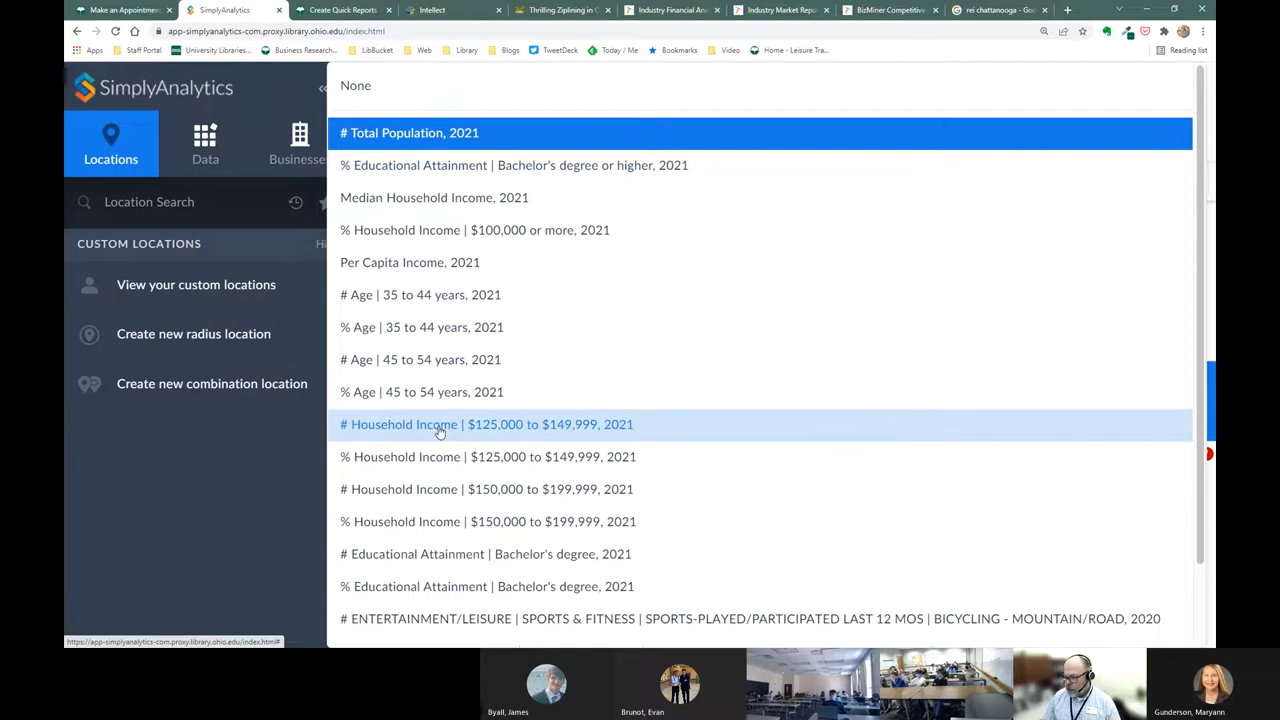 Make an Appointment
SimplyAnalytics
Create Quick Reports
Intellect
Thrilling Ziplining in C
Industry Financial An
Industry Market Repo
BizMiner Competitive
rei chattanooga - Goo
app-simplyanalytics-com.proxy.library.ohio.edu/index.html
Apps
Staff Portal
University Libraries...
Business Research...
LibBucket
Web
Library
Blogs
TweetDeck
Today / Me
Bookmarks
Video
Home - Leisure Tra...
Reading list
SimplyAnalytics
Locations
Data
Businesse
Location Search
CUSTOM LOCATIONS
Hi
View your custom locations
Create new radius location
Create new combination location
None
# Total Population, 2021
% Educational Attainment | Bachelor's degree or higher, 2021
Median Household Income, 2021
% Household Income | $100,000 or more, 2021
Per Capita Income, 2021
# Age | 35 to 44 years, 2021
% Age | 35 to 44 years, 2021
# Age | 45 to 54 years, 2021
% Age | 45 to 54 years, 2021
# Household Income | $125,000 to $149,999, 2021
% Household Income | $125,000 to $149,999, 2021
# Household Income | $150,000 to $199,999, 2021
% Household Income | $150,000 to $199,999, 2021
# Educational Attainment | Bachelor's degree, 2021
% Educational Attainment | Bachelor's degree, 2021
# ENTERTAINMENT/LEISURE | SPORTS & FITNESS | SPORTS-PLAYED/PARTICIPATED LAST 12 MOS | BICYCLING - MOUNTAIN/ROAD, 2020
https://app-simplyanalytics-com.proxy.library.ohio.edu/index.html#
Byall, James
Brunot, Evan
Gunderson, Maryann